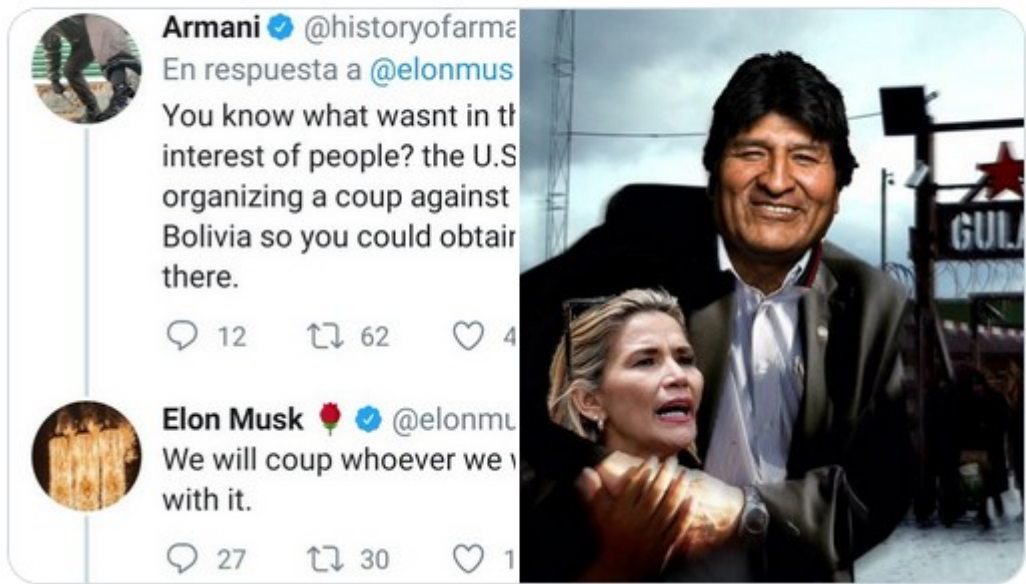 Armani @historyofarma
En respuesta a @elonmus
You know what wasnt in th
interest of people? the U.S
organizing a coup against
Bolivia so you could obtain
there.
12 62 4
Elon Musk @elonmu
We will coup whoever we w
with it.
27 30 1
GULA